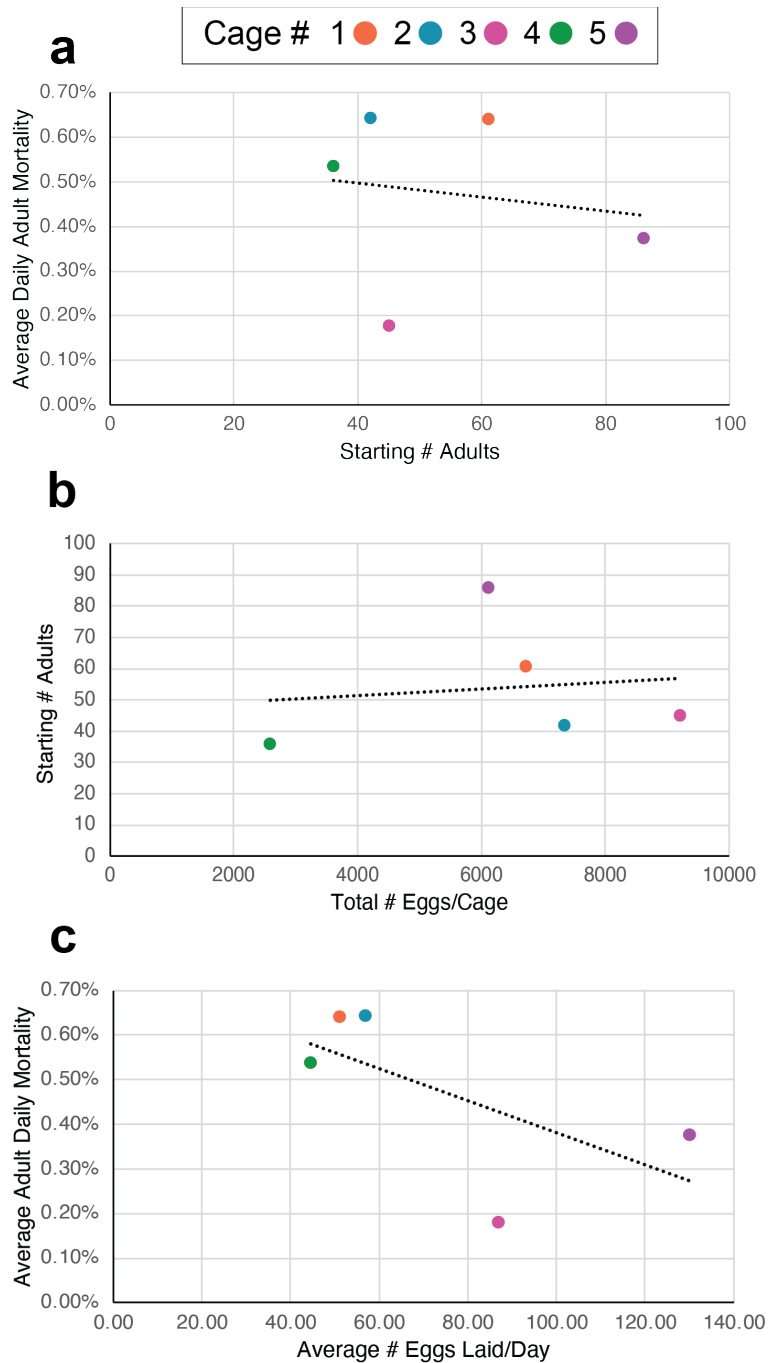 a
Cage # 1 2 3 4 5
Average Daily Adult Mortality
0.70%
0.60%
0.50%
0.40%
0.30%
0.20%
0.10%
0.00%
0 20 40 60 80 100
Starting # Adults
b
Starting # Adults
100
90
80
70
60
50
40
30
20
10
0
0 2000 4000 6000 8000 10000
Total # Eggs/Cage
c
Average Adult Daily Mortality
0.70%
0.60%
0.50%
0.40%
0.30%
0.20%
0.10%
0.00%
0.00 20.00 40.00 60.00 80.00 100.00 120.00 140.00
Average # Eggs Laid/Day